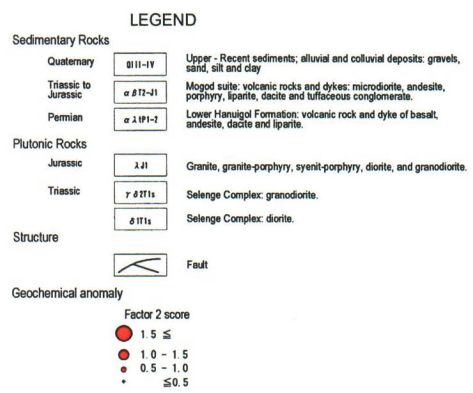 LEGEND
Sedimentary Rocks
Quaternary QIII-IV Upper - Recent sediments; alluvial and colluvial deposits: gravels,
sand, silt and clay
Triassic to
Jurassic αβT2-J1 Mogod suite: volcanic rocks and dykes: microdiorite, andesite,
porphyry, liparite, dacite and tuffaceous conglomerate.
Permian αλtP1-2 Lower Hanuigol Formation: volcanic rock and dyke of basalt,
andesite, dacite and liparite.
Plutonic Rocks
Jurassic λJ1 Granite, granite-porphyry, syenit-porphyry, diorite, and granodiorite.
Triassic γδ2T1s Selenge Complex: granodiorite.
δ1T1s Selenge Complex: diorite.
Structure
Fault
Geochemical anomaly
Factor 2 score
1.5 ≦
1.0 - 1.5
0.5 - 1.0
≦0.5